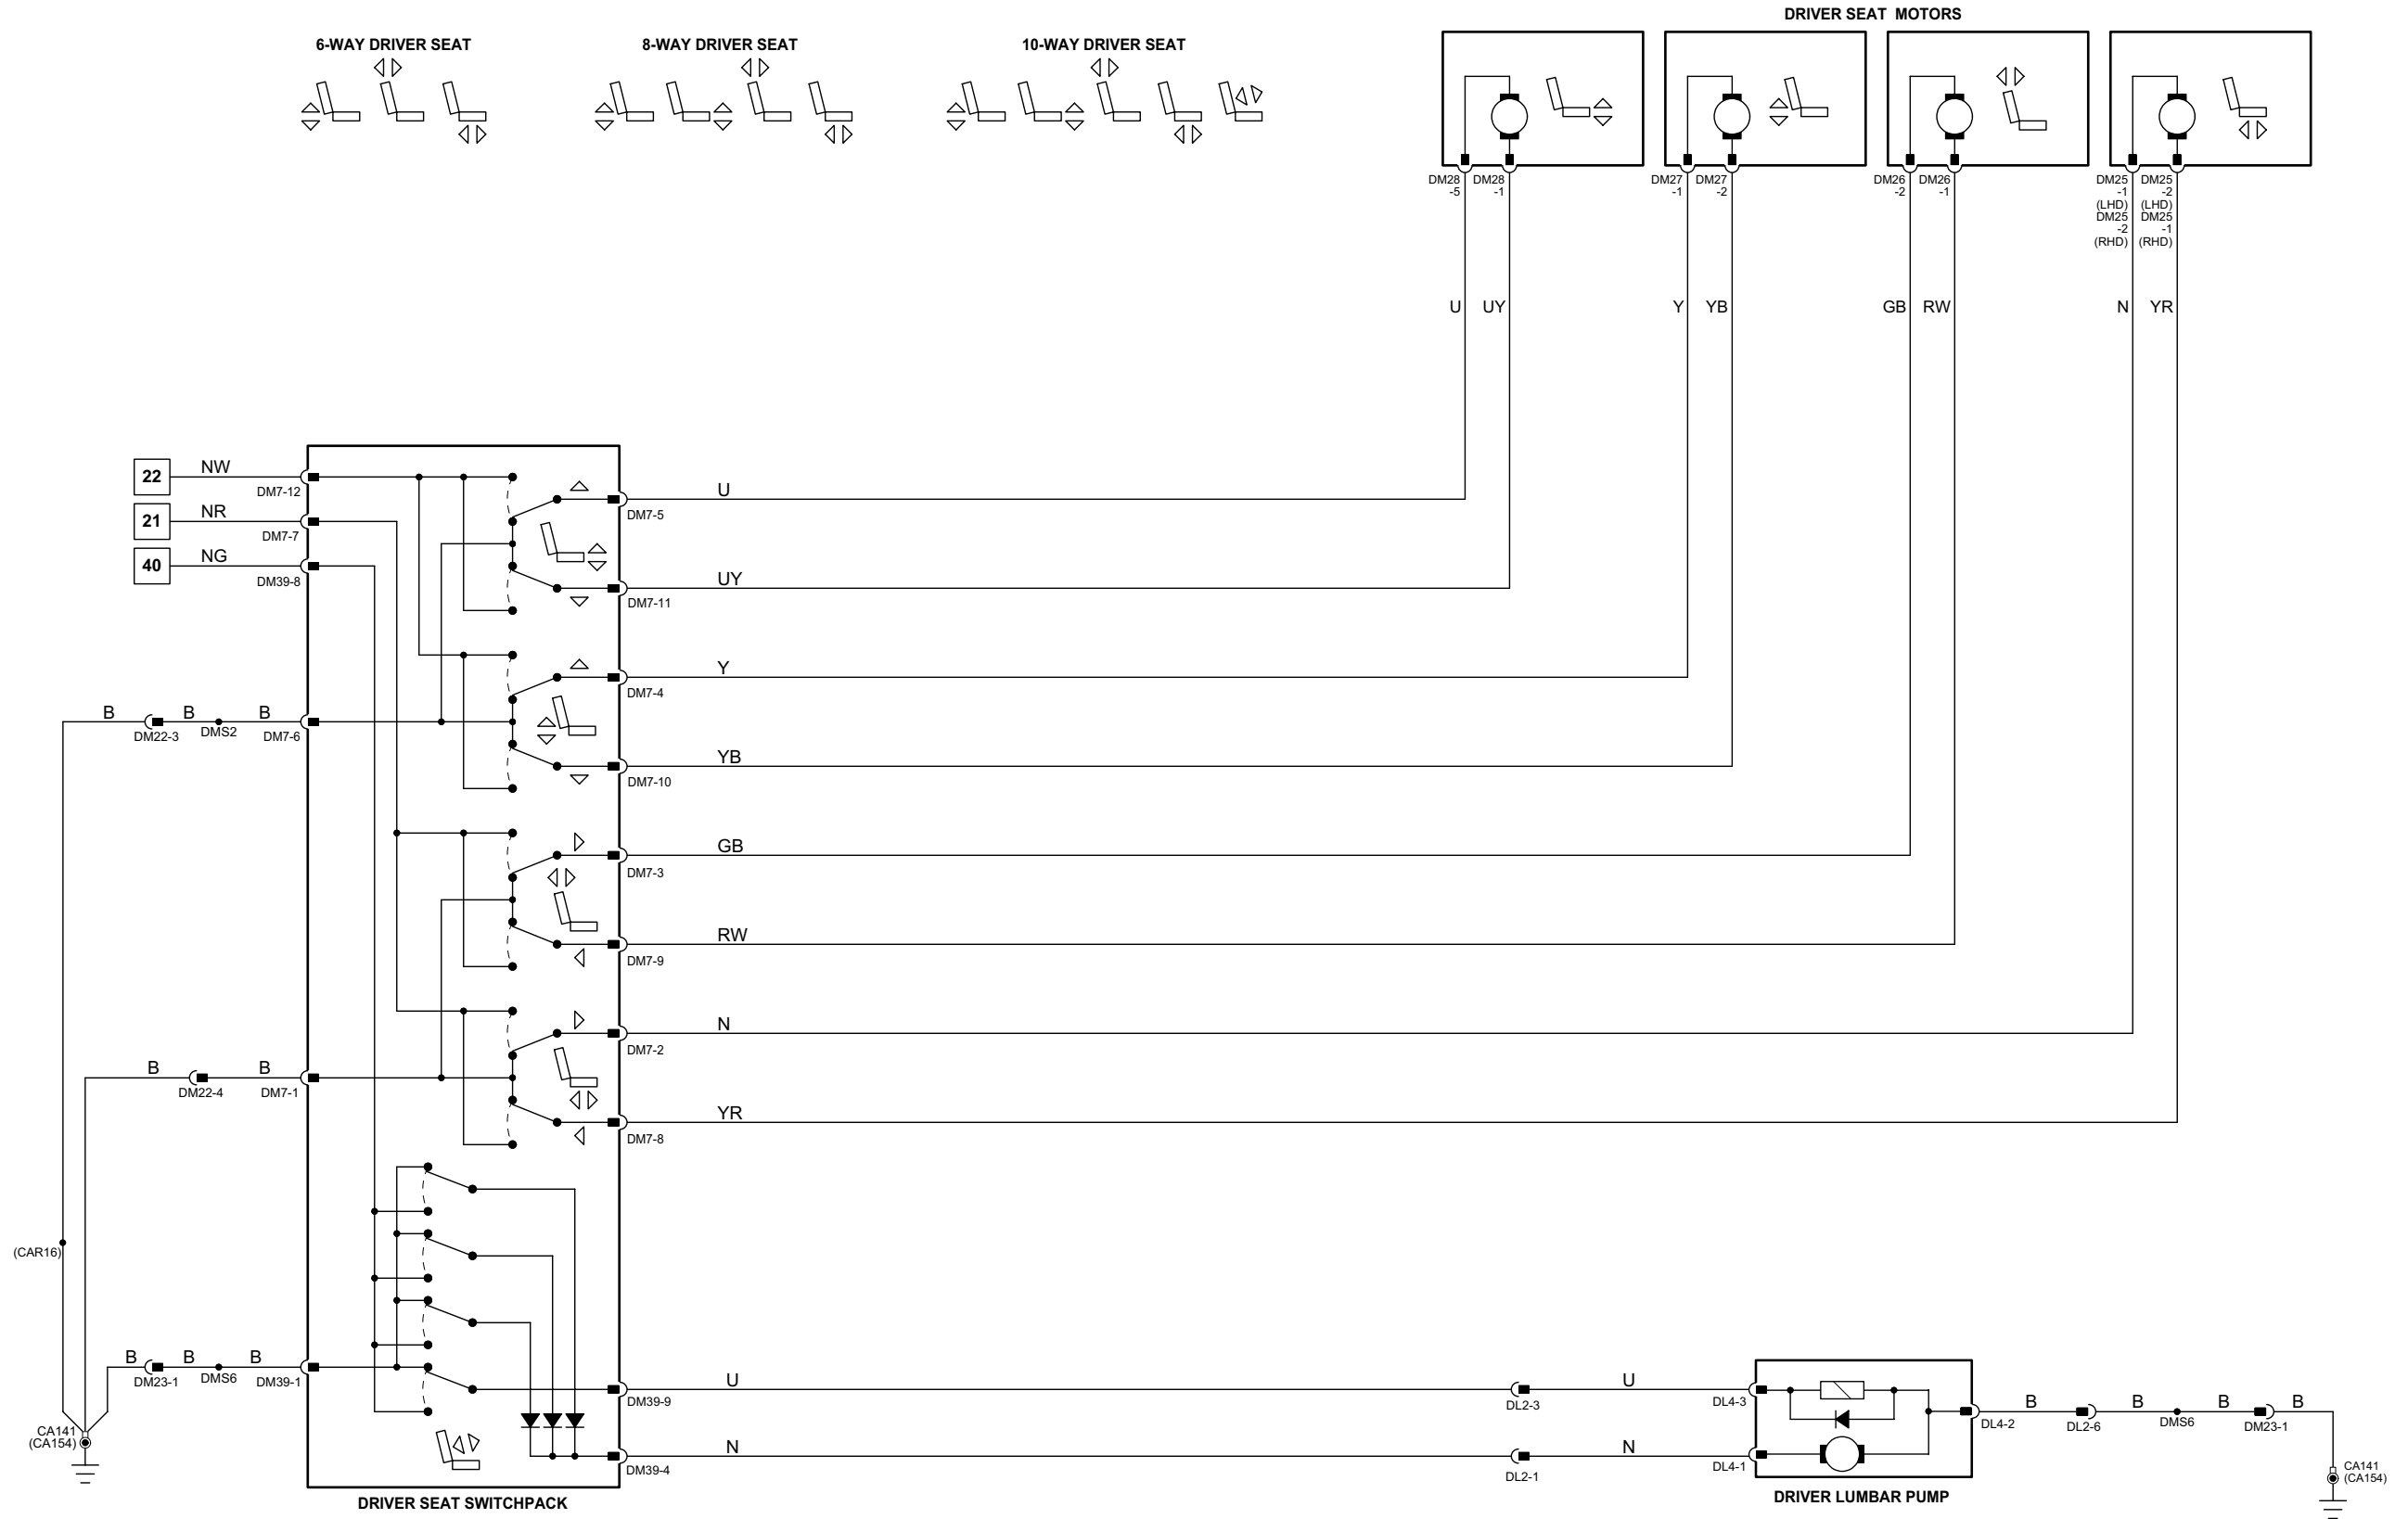 DRIVER SEAT MOTORS
6-WAY DRIVER SEAT
8-WAY DRIVER SEAT
10-WAY DRIVER SEAT
DM28 DM28
-5 -1
DM27 DM27
-1 -2
DM26 DM26
-2 -1
DM25 DM25
-1 -2
(LHD) (LHD)
DM25 DM25
-2 -1
(RHD) (RHD)
U UY Y YB GB RW N YR
22 NW
DM7-12
21 NR
DM7-7
40 NG
DM39-8
U
DM7-5
UY
DM7-11
Y
DM7-4
B B B
DM22-3 DMS2 DM7-6
YB
DM7-10
GB
DM7-3
RW
DM7-9
N
DM7-2
B B
DM22-4 DM7-1
YR
DM7-8
(CAR16)
B B B
DM23-1 DMS6 DM39-1
U
DM39-9
DL2-3
U
DL4-3
B B B B
DL4-2 DL2-6 DMS6 DM23-1
CA141
(CA154)
N
DM39-4
DL2-1
N
DL4-1
CA141
(CA154)
DRIVER SEAT SWITCHPACK
DRIVER LUMBAR PUMP